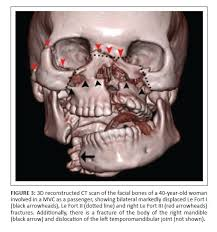 FIGURE 3: 3D reconstructed CT scan of the facial bones of a 40-year-old woman
involved in a MVC as a passenger, showing bilateral markedly displaced Le Fort I
(black arrowheads), Le Fort II (dotted line) and right Le Fort III (red arrowheads)
fractures. Additionally, there is a fracture of the body of the right mandible
(black arrow) and dislocation of the left temporomandibular joint (not shown).